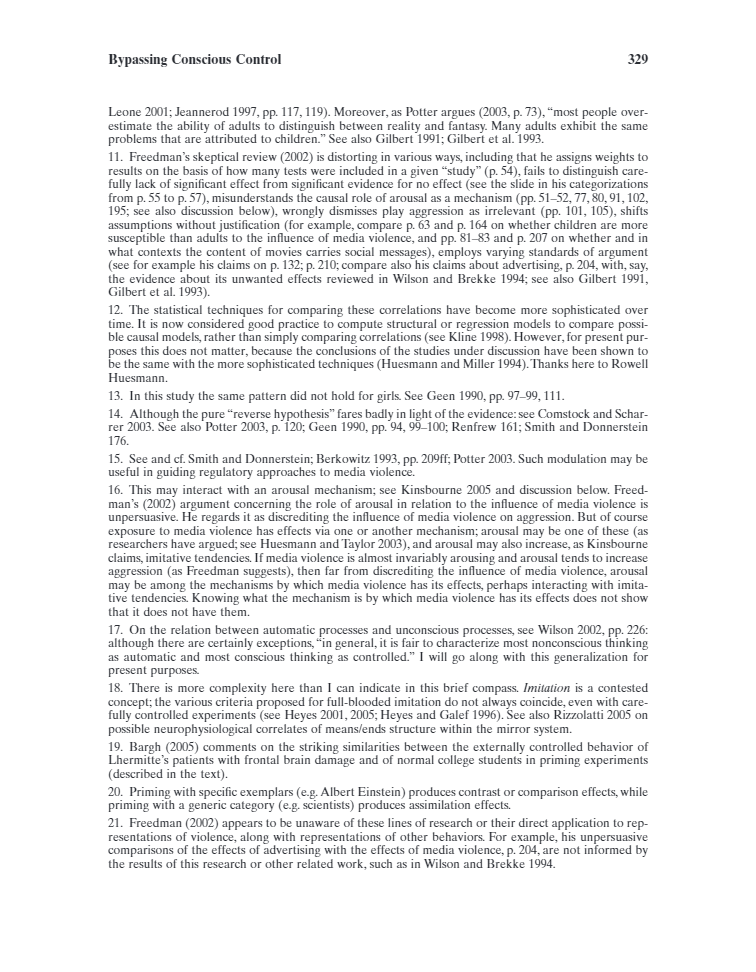 Bypassing Conscious Control 329
Leone 2001; Jeannerod 1997, pp. 117, 119). Moreover, as Potter argues (2003, p. 73), “most people over-
estimate the ability of adults to distinguish between reality and fantasy. Many adults exhibit the same
problems that are attributed to children.” See also Gilbert 1991; Gilbert et al. 1993.
11. Freedman’s skeptical review (2002) is distorting in various ways, including that he assigns weights to
results on the basis of how many tests were included in a given “study” (p. 54), fails to distinguish care-
fully lack of significant effect from significant evidence for no effect (see the slide in his categorizations
from p. 55 to p. 57), misunderstands the causal role of arousal as a mechanism (pp. 51–52, 77, 80, 91, 102,
195; see also discussion below), wrongly dismisses play aggression as irrelevant (pp. 101, 105), shifts
assumptions without justification (for example, compare p. 63 and p. 164 on whether children are more
susceptible than adults to the influence of media violence, and pp. 81–83 and p. 207 on whether and in
what contexts the content of movies carries social messages), employs varying standards of argument
(see for example his claims on p. 132; p. 210; compare also his claims about advertising, p. 204, with, say,
the evidence about its unwanted effects reviewed in Wilson and Brekke 1994; see also Gilbert 1991,
Gilbert et al. 1993).
12. The statistical techniques for comparing these correlations have become more sophisticated over
time. It is now considered good practice to compute structural or regression models to compare possi-
ble causal models, rather than simply comparing correlations (see Kline 1998). However, for present pur-
poses this does not matter, because the conclusions of the studies under discussion have been shown to
be the same with the more sophisticated techniques (Huesmann and Miller 1994). Thanks here to Rowell
Huesmann.
13. In this study the same pattern did not hold for girls. See Geen 1990, pp. 97–99, 111.
14. Although the pure “reverse hypothesis” fares badly in light of the evidence: see Comstock and Schar-
rer 2003. See also Potter 2003, p. 120; Geen 1990, pp. 94, 99–100; Renfrew 161; Smith and Donnerstein
176.
15. See and cf. Smith and Donnerstein; Berkowitz 1993, pp. 209ff; Potter 2003. Such modulation may be
useful in guiding regulatory approaches to media violence.
16. This may interact with an arousal mechanism; see Kinsbourne 2005 and discussion below. Freed-
man’s (2002) argument concerning the role of arousal in relation to the influence of media violence is
unpersuasive. He regards it as discrediting the influence of media violence on aggression. But of course
exposure to media violence has effects via one or another mechanism; arousal may be one of these (as
researchers have argued; see Huesmann and Taylor 2003), and arousal may also increase, as Kinsbourne
claims, imitative tendencies. If media violence is almost invariably arousing and arousal tends to increase
aggression (as Freedman suggests), then far from discrediting the influence of media violence, arousal
may be among the mechanisms by which media violence has its effects, perhaps interacting with imita-
tive tendencies. Knowing what the mechanism is by which media violence has its effects does not show
that it does not have them.
17. On the relation between automatic processes and unconscious processes, see Wilson 2002, pp. 226:
although there are certainly exceptions, “in general, it is fair to characterize most nonconscious thinking
as automatic and most conscious thinking as controlled.” I will go along with this generalization for
present purposes.
18. There is more complexity here than I can indicate in this brief compass. Imitation is a contested
concept; the various criteria proposed for full-blooded imitation do not always coincide, even with care-
fully controlled experiments (see Heyes 2001, 2005; Heyes and Galef 1996). See also Rizzolatti 2005 on
possible neurophysiological correlates of means/ends structure within the mirror system.
19. Bargh (2005) comments on the striking similarities between the externally controlled behavior of
Lhermitte’s patients with frontal brain damage and of normal college students in priming experiments
(described in the text).
20. Priming with specific exemplars (e.g. Albert Einstein) produces contrast or comparison effects, while
priming with a generic category (e.g. scientists) produces assimilation effects.
21. Freedman (2002) appears to be unaware of these lines of research or their direct application to rep-
resentations of violence, along with representations of other behaviors. For example, his unpersuasive
comparisons of the effects of advertising with the effects of media violence, p. 204, are not informed by
the results of this research or other related work, such as in Wilson and Brekke 1994.